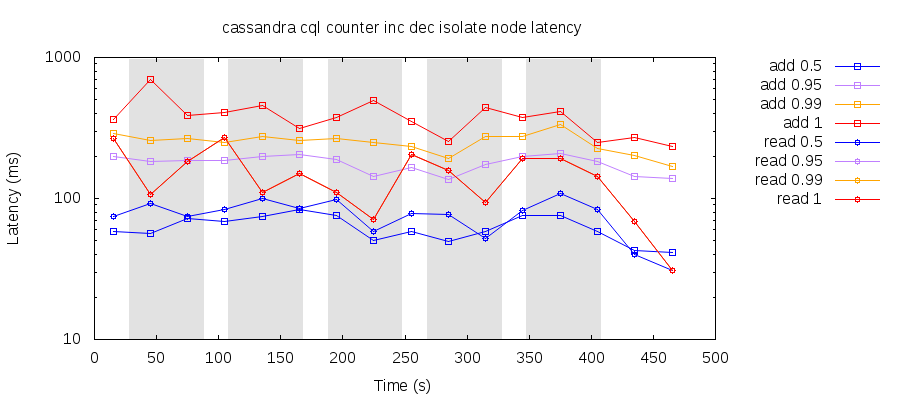 cassandra cql counter inc dec isolate node latency
1000
100
10
Latency (ms)
0 50 100 150 200 250 300 350 400 450 500
Time (s)
add 0.5
add 0.95
add 0.99
add 1
read 0.5
read 0.95
read 0.99
read 1